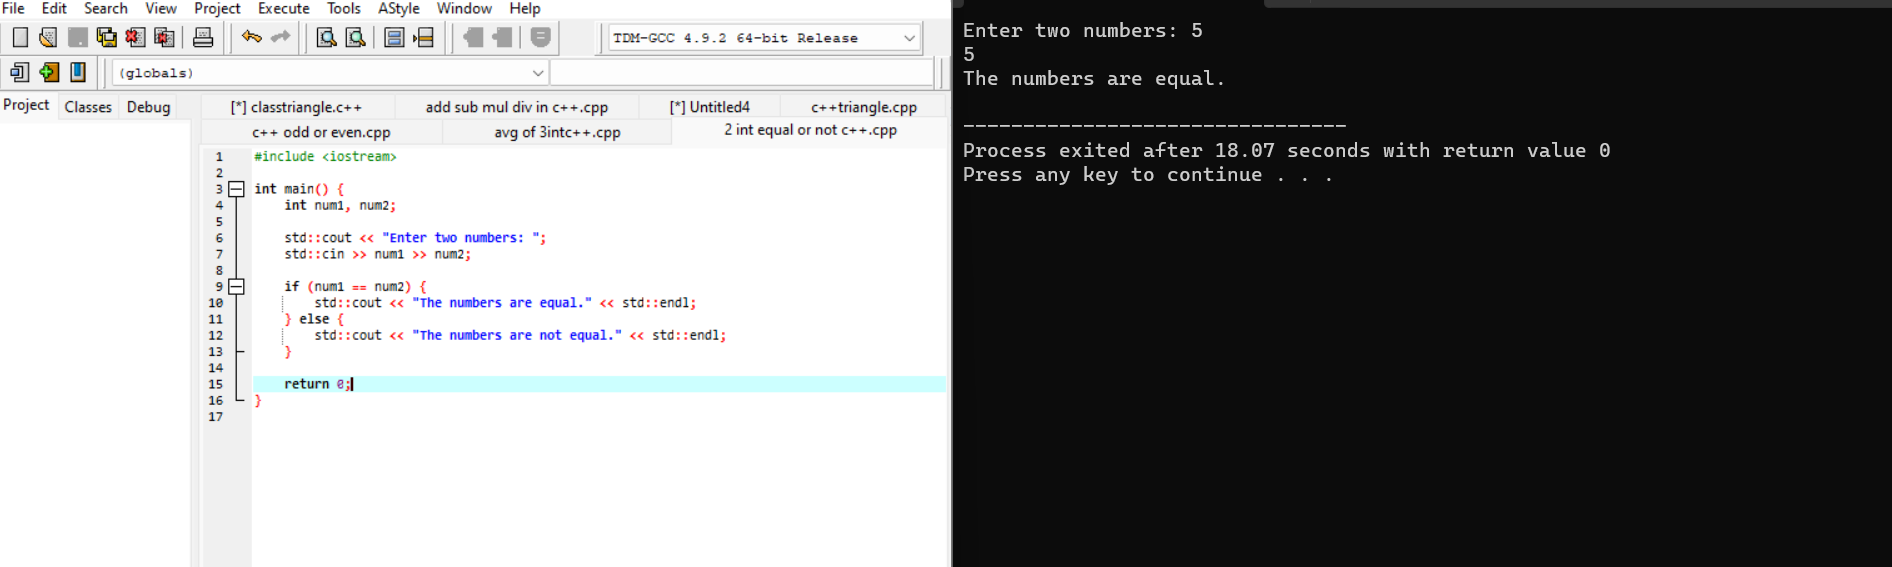 File Edit Search View Project Execute Tools AStyle Window Help
TDM-GCC 4.9.2 64-bit Release
(globals)
Project Classes Debug
[*] classtriangle.c++ add sub mul div in c++.cpp [*] Untitled4 c++triangle.cpp
c++ odd or even.cpp avg of 3intc++.cpp 2 int equal or not c++.cpp
1 #include <iostream>
2
3 int main() {
4 int num1, num2;
5
6 std::cout << "Enter two numbers: ";
7 std::cin >> num1 >> num2;
8
9 if (num1 == num2) {
10 std::cout << "The numbers are equal." << std::endl;
11 } else {
12 std::cout << "The numbers are not equal." << std::endl;
13 }
14
15 return 0;
16 }
17
Enter two numbers: 5
5
The numbers are equal.
--------------------------------
Process exited after 18.07 seconds with return value 0
Press any key to continue . . .